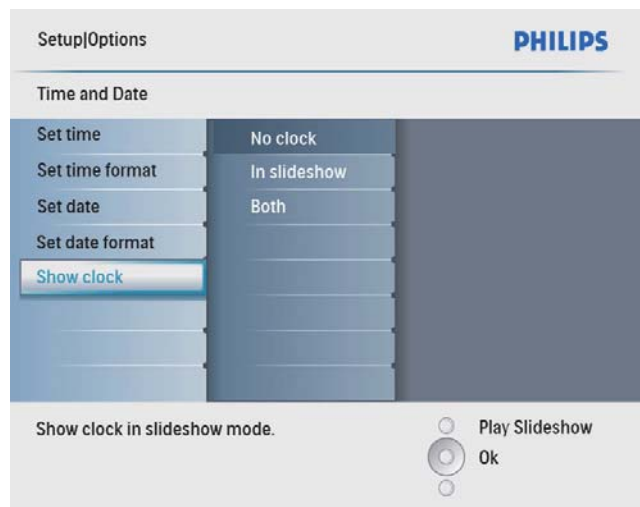 Setup|Options
PHILIPS
Time and Date
Set time
Set time format
Set date
Set date format
Show clock
No clock
In slideshow
Both
Show clock in slideshow mode.
Play Slideshow
Ok